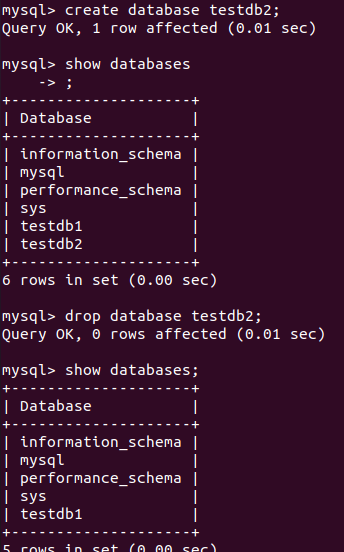 mysql> create database testdb2;
Query OK, 1 row affected (0.01 sec)
mysql> show databases
    -> ;
+--------------------+
| Database           |
+--------------------+
| information_schema |
| mysql              |
| performance_schema |
| sys                |
| testdb1            |
| testdb2            |
+--------------------+
6 rows in set (0.00 sec)
mysql> drop database testdb2;
Query OK, 0 rows affected (0.01 sec)
mysql> show databases;
+--------------------+
| Database           |
+--------------------+
| information_schema |
| mysql              |
| performance_schema |
| sys                |
| testdb1            |
+--------------------+
5 rows in set (0.00 sec)